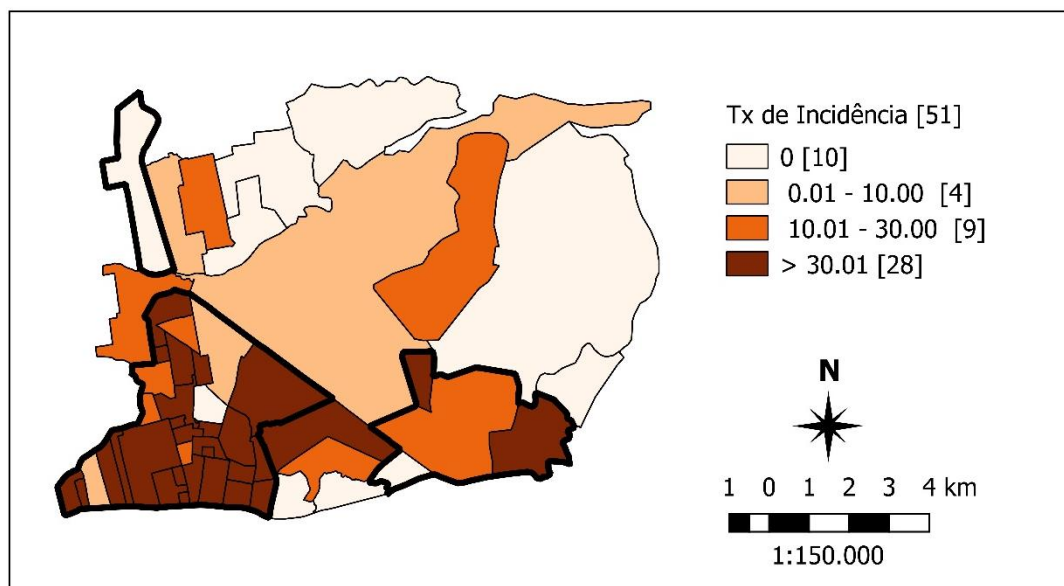 Tx de Incidência [51]
0 [10]
0.01 - 10.00 [4]
10.01 - 30.00 [9]
> 30.01 [28]
N
1 0 1 2 3 4 km
1:150.000